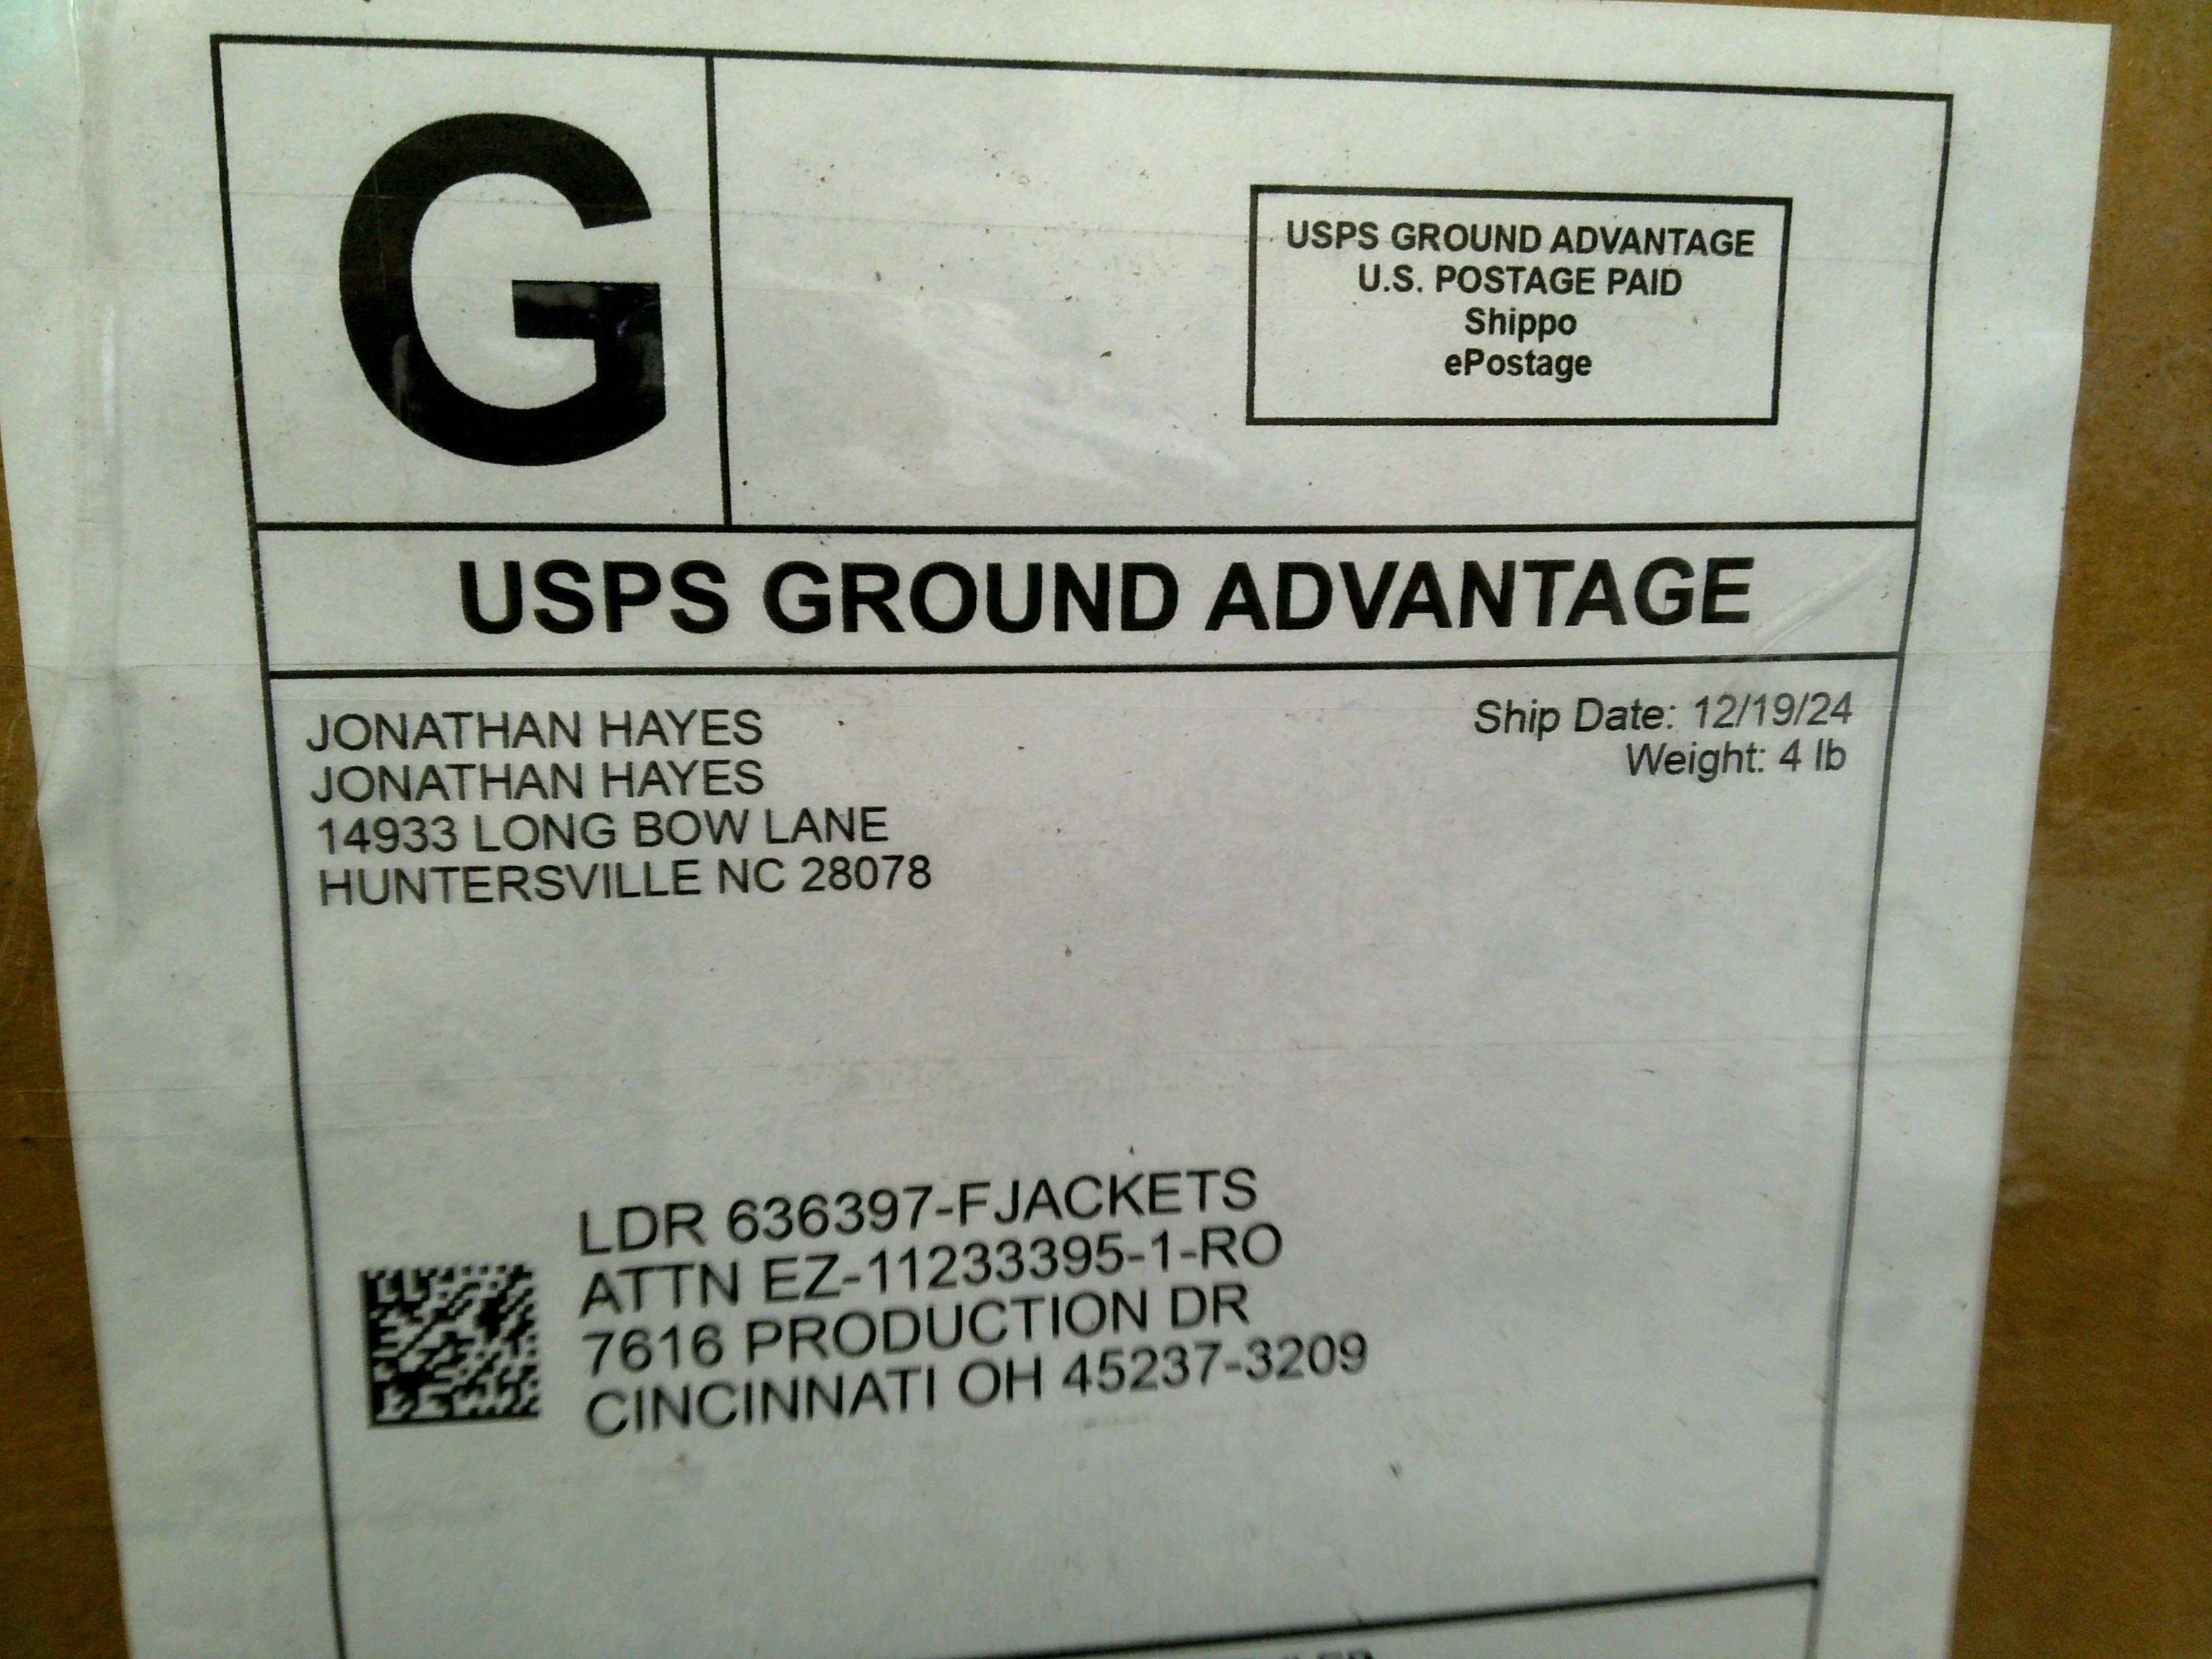 G
USPS GROUND ADVANTAGE
U.S. POSTAGE PAID
Shippo
ePostage
USPS GROUND ADVANTAGE
JONATHAN HAYES
JONATHAN HAYES
14933 LONG BOW LANE
HUNTERSVILLE NC 28078
Ship Date: 12/19/24
Weight: 4 lb
LDR 636397-FJACKETS
ATTN EZ-11233395-1-RO
7616 PRODUCTION DR
CINCINNATI OH 45237-3209